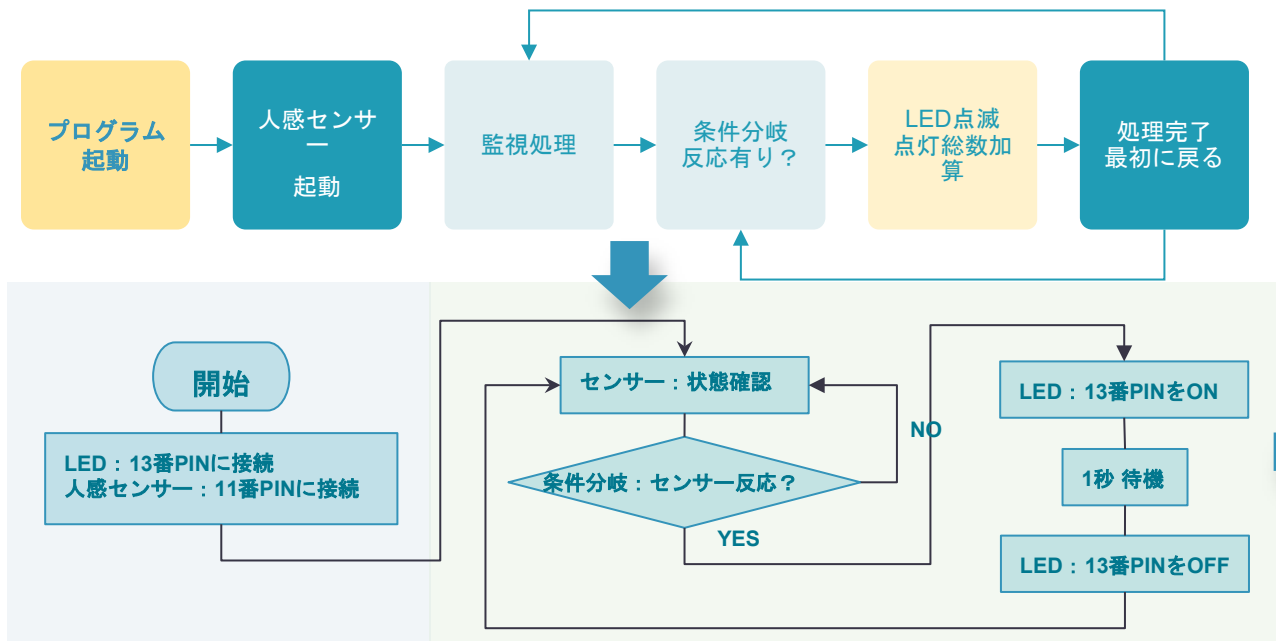 プログラム
起動
人感センサ
ー
起動
監視処理
条件分岐
反応有り？
LED点滅
点灯総数加
算
処理完了
最初に戻る
開始
LED：13番PINに接続
人感センサー：11番PINに接続
センサー：状態確認
NO
条件分岐：センサー反応？
YES
LED：13番PINをON
1秒 待機
LED：13番PINをOFF